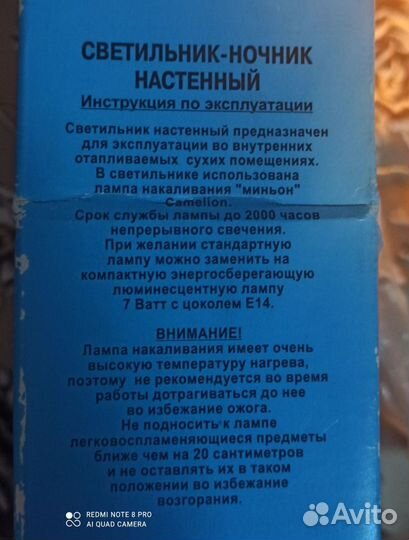 СВЕТИЛЬНИК-НОЧНИК
НАСТЕННЫЙ
Инструкция по эксплуатации
Светильник настенный предназначен
для эксплуатации во внутренних
отапливаемых сухих помещениях.
В светильнике использована
лампа накаливания "миньон"
Camelion.
Срок службы лампы до 2000 часов
непрерывного свечения.
При желании стандартную
лампу можно заменить на
компактную энергосберегающую
люминесцентную лампу
7 Ватт с цоколем Е14.
ВНИМАНИЕ!
Лампа накаливания имеет очень
высокую температуру нагрева,
поэтому не рекомендуется во время
работы дотрагиваться до нее
во избежание ожога.
Не подносить к лампе
легковоспламеняющиеся предметы
ближе чем на 20 сантиметров
и не оставлять их в таком
положении во избежание
возгорания.
REDMI NOTE 8 PRO
AI QUAD CAMERA
Avito